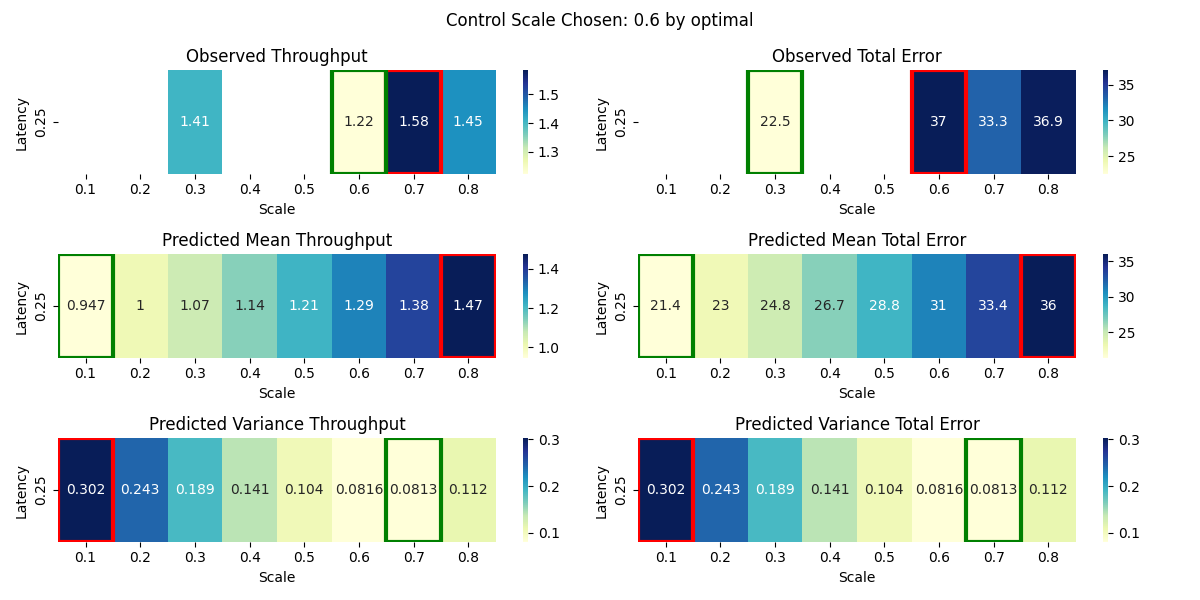 Control Scale Chosen: 0.6 by optimal
Observed Throughput
Latency
0.25
1.41
1.22
1.58
1.45
1.5
1.4
1.3
0.1 0.2 0.3 0.4 0.5 0.6 0.7 0.8
Scale
Observed Total Error
Latency
0.25
22.5
37
33.3
36.9
35
30
25
0.1 0.2 0.3 0.4 0.5 0.6 0.7 0.8
Scale
Predicted Mean Throughput
Latency
0.25
0.947 1 1.07 1.14 1.21 1.29 1.38 1.47
1.4
1.2
1.0
0.1 0.2 0.3 0.4 0.5 0.6 0.7 0.8
Scale
Predicted Mean Total Error
Latency
0.25
21.4 23 24.8 26.7 28.8 31 33.4 36
35
30
25
0.1 0.2 0.3 0.4 0.5 0.6 0.7 0.8
Scale
Predicted Variance Throughput
Latency
0.25
0.302 0.243 0.189 0.141 0.104 0.0816 0.0813 0.112
0.3
0.2
0.1
0.1 0.2 0.3 0.4 0.5 0.6 0.7 0.8
Scale
Predicted Variance Total Error
Latency
0.25
0.302 0.243 0.189 0.141 0.104 0.0816 0.0813 0.112
0.3
0.2
0.1
0.1 0.2 0.3 0.4 0.5 0.6 0.7 0.8
Scale